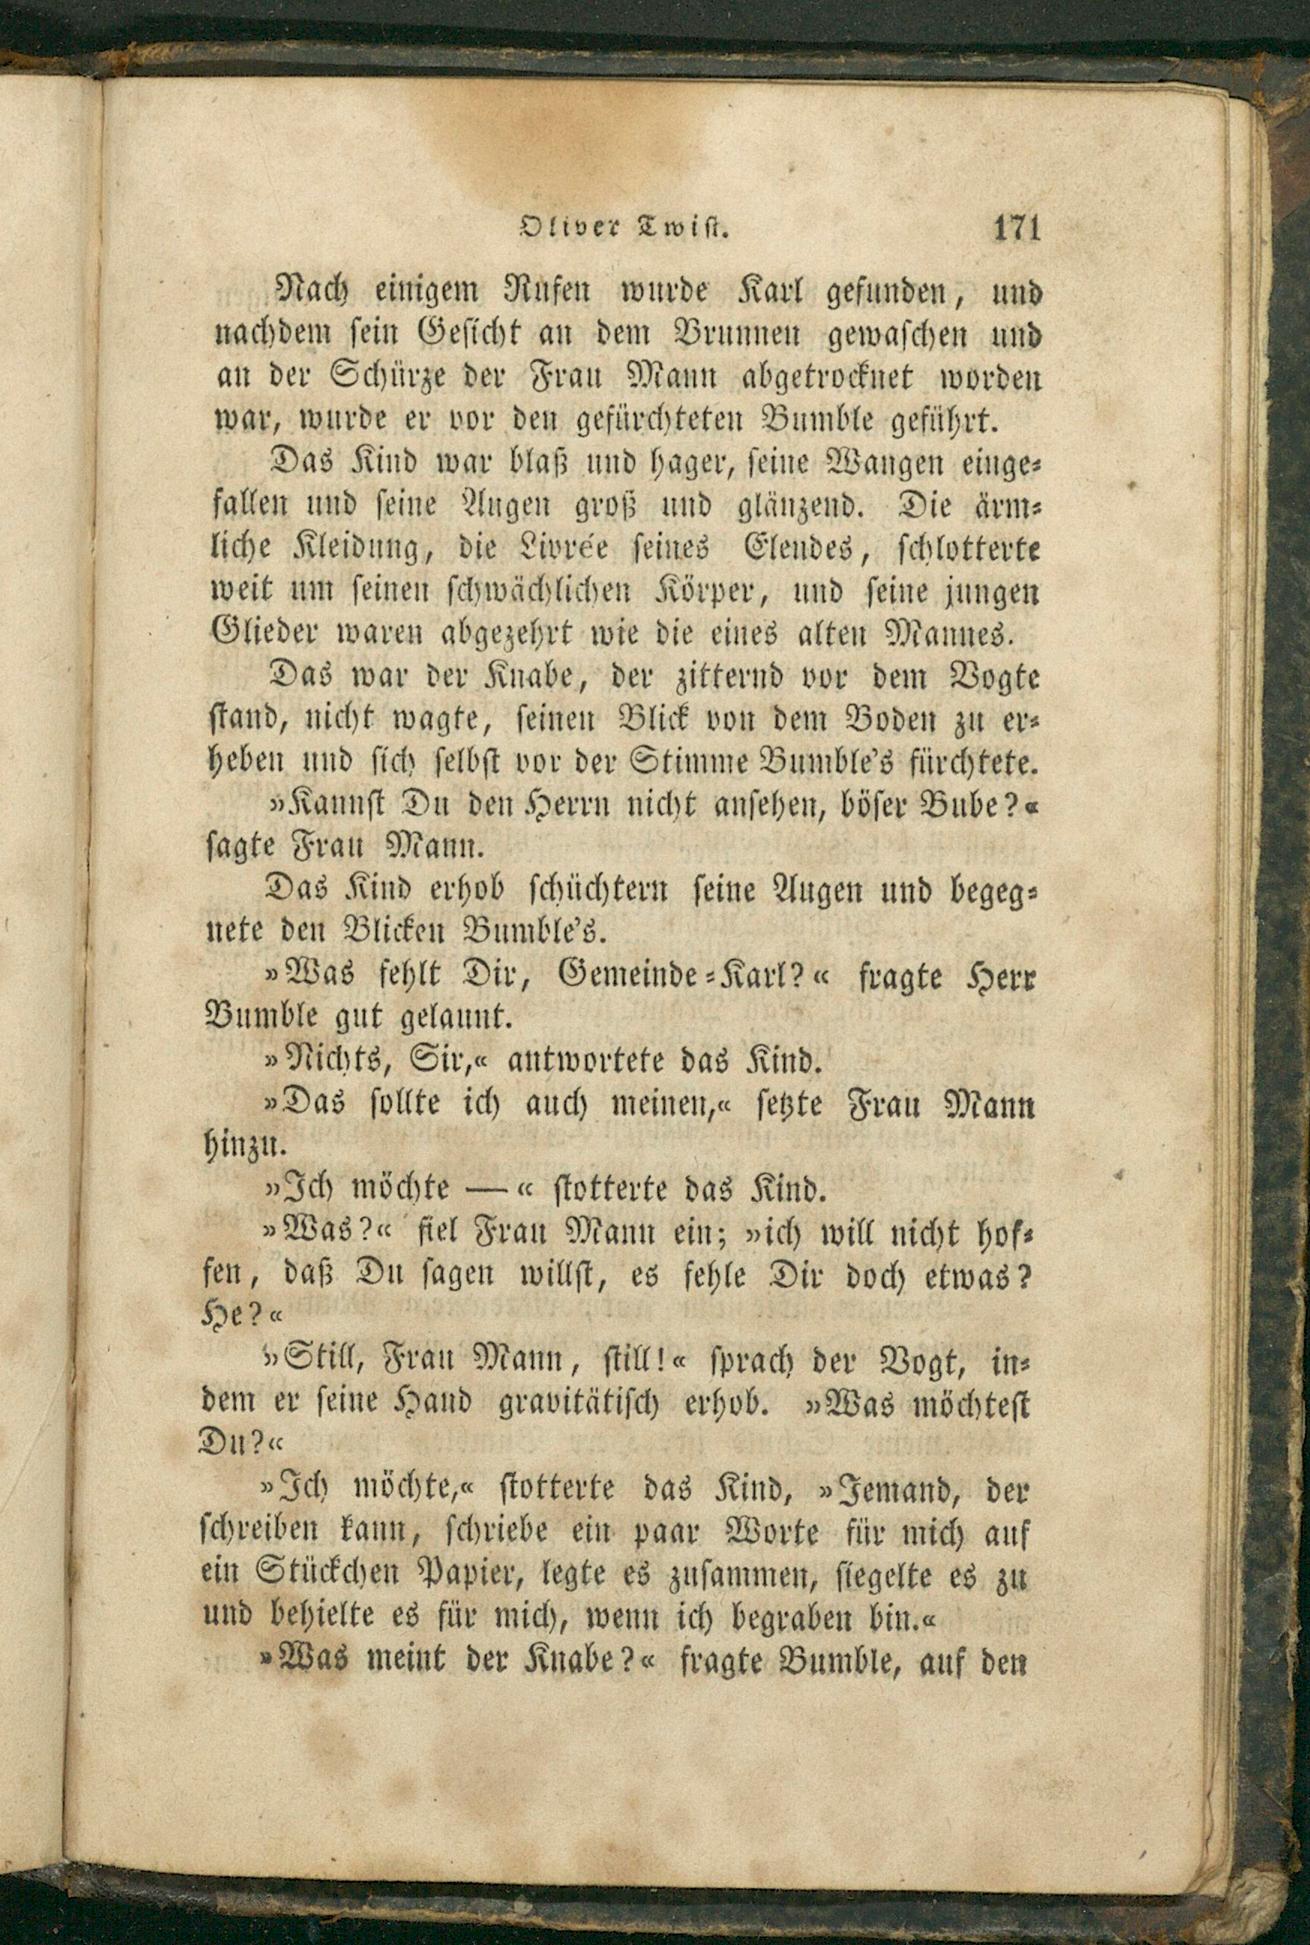 Oliver Twist. 171
Nach einigem Rufen wurde Karl gefunden, und
nachdem sein Gesicht an dem Brunnen gewaschen und
an der Schürze der Frau Mann abgetrocknet worden
war, wurde er vor den gefürchteten Bumble geführt.
Das Kind war blaß und hager, seine Wangen einge-
fallen und seine Augen groß und glänzend. Die ärm-
liche Kleidung, die Livrée seines Elendes, schlotterte
weit um seinen schwächlichen Körper, und seine jungen
Glieder waren abgezehrt wie die eines alten Mannes.
Das war der Knabe, der zitternd vor dem Vogte
stand, nicht wagte, seinen Blick von dem Boden zu er-
heben und sich selbst vor der Stimme Bumble's fürchtete.
»Kannst Du den Herrn nicht ansehen, böser Bube?«
sagte Frau Mann.
Das Kind erhob schüchtern seine Augen und begeg-
nete den Blicken Bumble's.
»Was fehlt Dir, Gemeinde-Karl?« fragte Herr
Bumble gut gelaunt.
»Nichts, Sir,« antwortete das Kind.
»Das sollte ich auch meinen,« setzte Frau Mann
hinzu.
»Ich möchte —« stotterte das Kind.
»Was?« fiel Frau Mann ein; »ich will nicht hof-
fen, daß Du sagen willst, es fehle Dir doch etwas?
He?«
»Still, Frau Mann, still!« sprach der Vogt, in-
dem er seine Hand gravitätisch erhob. »Was möchtest
Du?«
»Ich möchte,« stotterte das Kind, »Jemand, der
schreiben kann, schriebe ein paar Worte für mich auf
ein Stückchen Papier, legte es zusammen, siegelte es zu
und behielte es für mich, wenn ich begraben bin.«
»Was meint der Knabe?« fragte Bumble, auf den